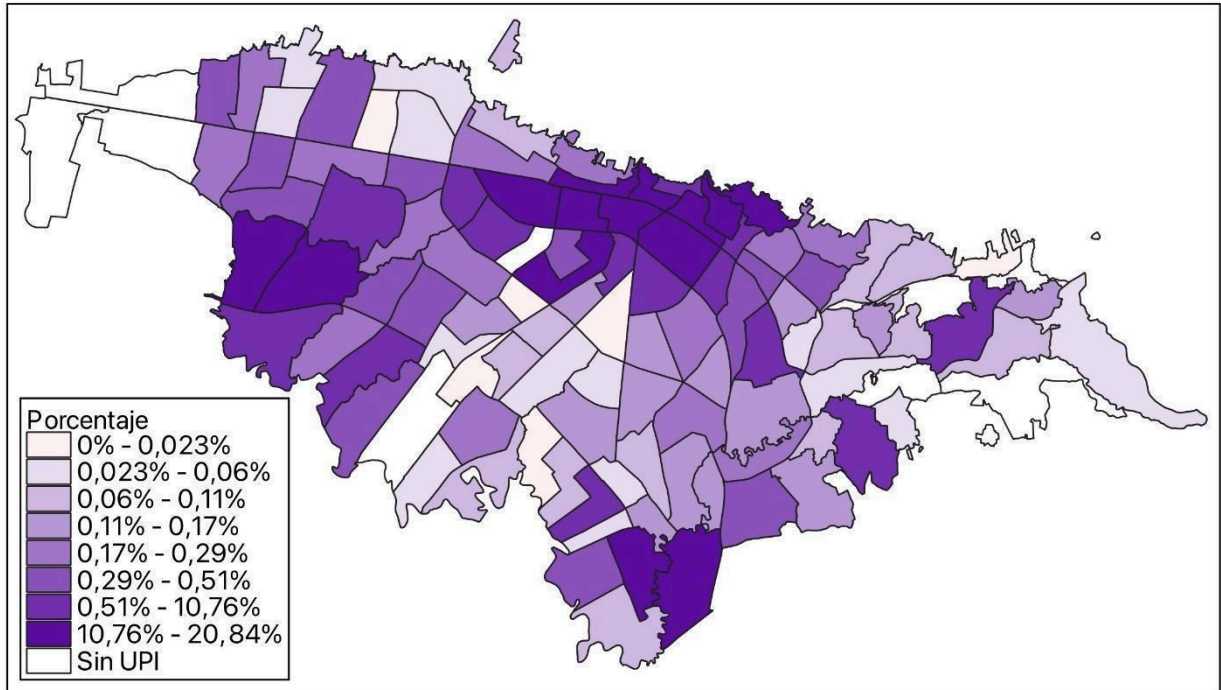 Porcentaje
0% - 0,023%
0,023% - 0,06%
0,06% - 0,11%
0,11% - 0,17%
0,17% - 0,29%
0,29% - 0,51%
0,51% - 10,76%
10,76% - 20,84%
Sin UPI